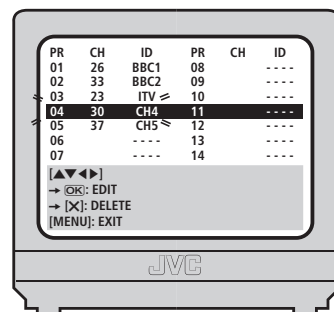 PR CH ID PR CH ID
01 26 BBC1 08 - - - -
02 33 BBC2 09 - - - -
03 23 ITV 10 - - - -
04 30 CH4 11 - - - -
05 37 CH5 12 - - - -
06 - - - - 13 - - - -
07 - - - - 14 - - - -
[▲▼◀▶]
→ OK: EDIT
→ [X]: DELETE
[MENU]: EXIT
JVC